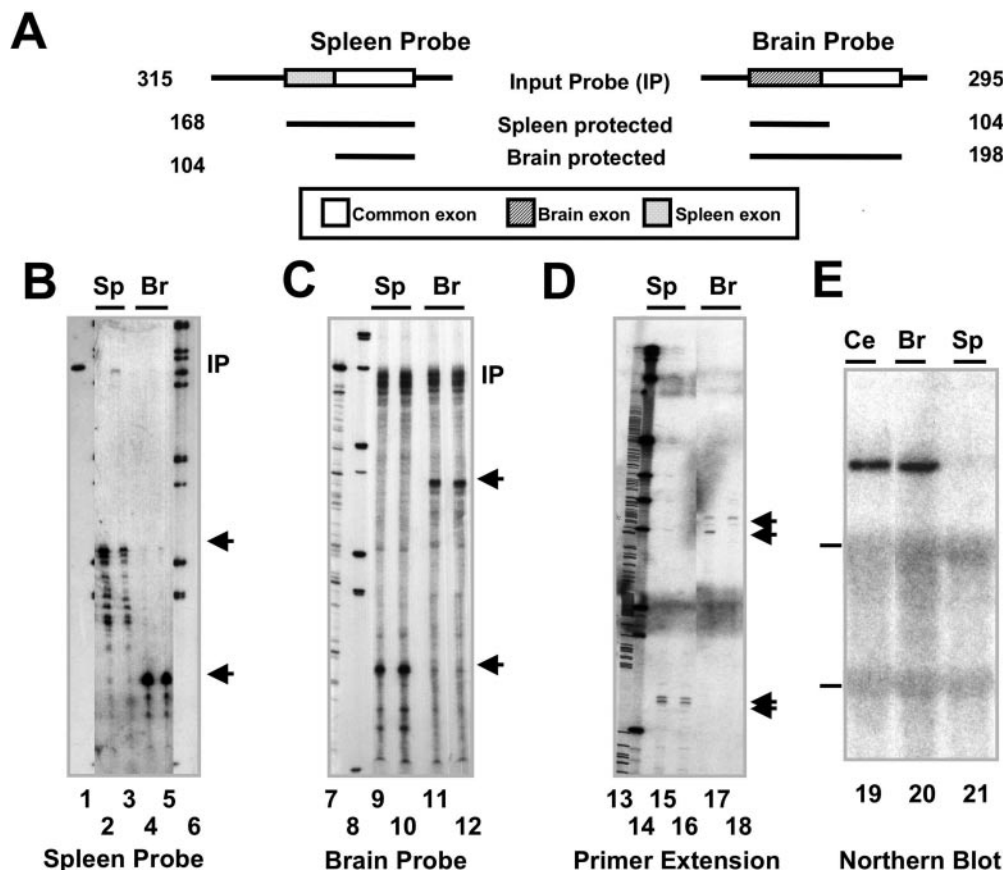 A
Spleen Probe
Brain Probe
315
Input Probe (IP)
295
168
Spleen protected
104
104
Brain protected
198
Common exon
Brain exon
Spleen exon
B
Sp Br
IP
C
Sp Br
IP
D
Sp Br
E
Ce Br Sp
1 3 5
2 4 6
Spleen Probe
7 9 11
8 10 12
Brain Probe
13 15 17
14 16 18
Primer Extension
19 20 21
Northern Blot